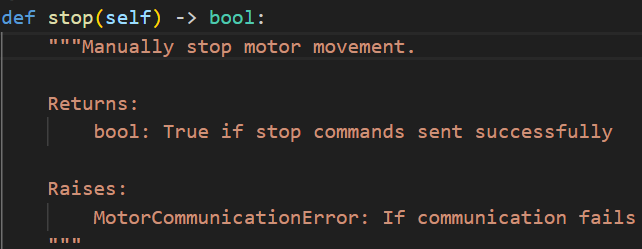 def stop(self) -> bool:
    """Manually stop motor movement.

    Returns:
        bool: True if stop commands sent successfully

    Raises:
        MotorCommunicationError: If communication fails
    """